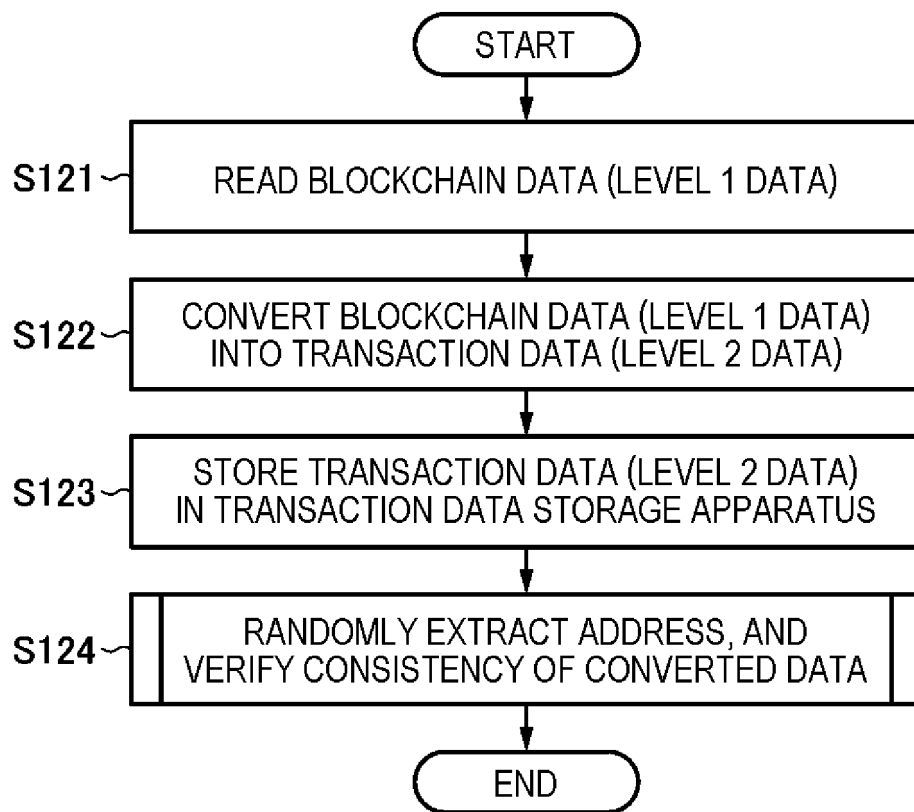 START
S121
READ BLOCKCHAIN DATA (LEVEL 1 DATA)
S122
CONVERT BLOCKCHAIN DATA (LEVEL 1 DATA)
INTO TRANSACTION DATA (LEVEL 2 DATA)
S123
STORE TRANSACTION DATA (LEVEL 2 DATA)
IN TRANSACTION DATA STORAGE APPARATUS
S124
RANDOMLY EXTRACT ADDRESS, AND
VERIFY CONSISTENCY OF CONVERTED DATA
END